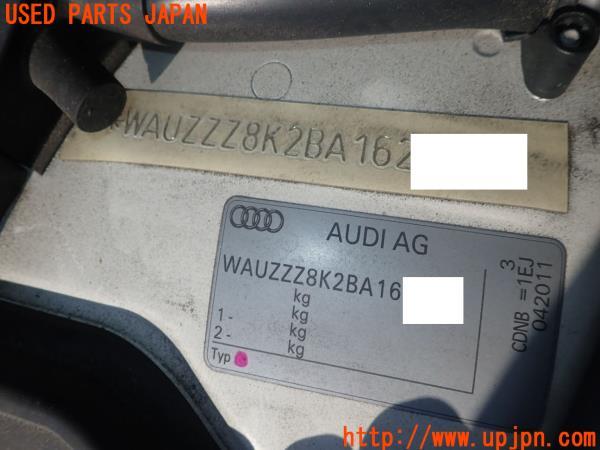 USED PARTS JAPAN
WAUZZZ8K2BA162
AUDI AG
WAUZZZ8K2BA16
kg
kg
1-
kg
2-
kg
Typ
3
CDNB =1EJ
042011
http://www.upjpn.com